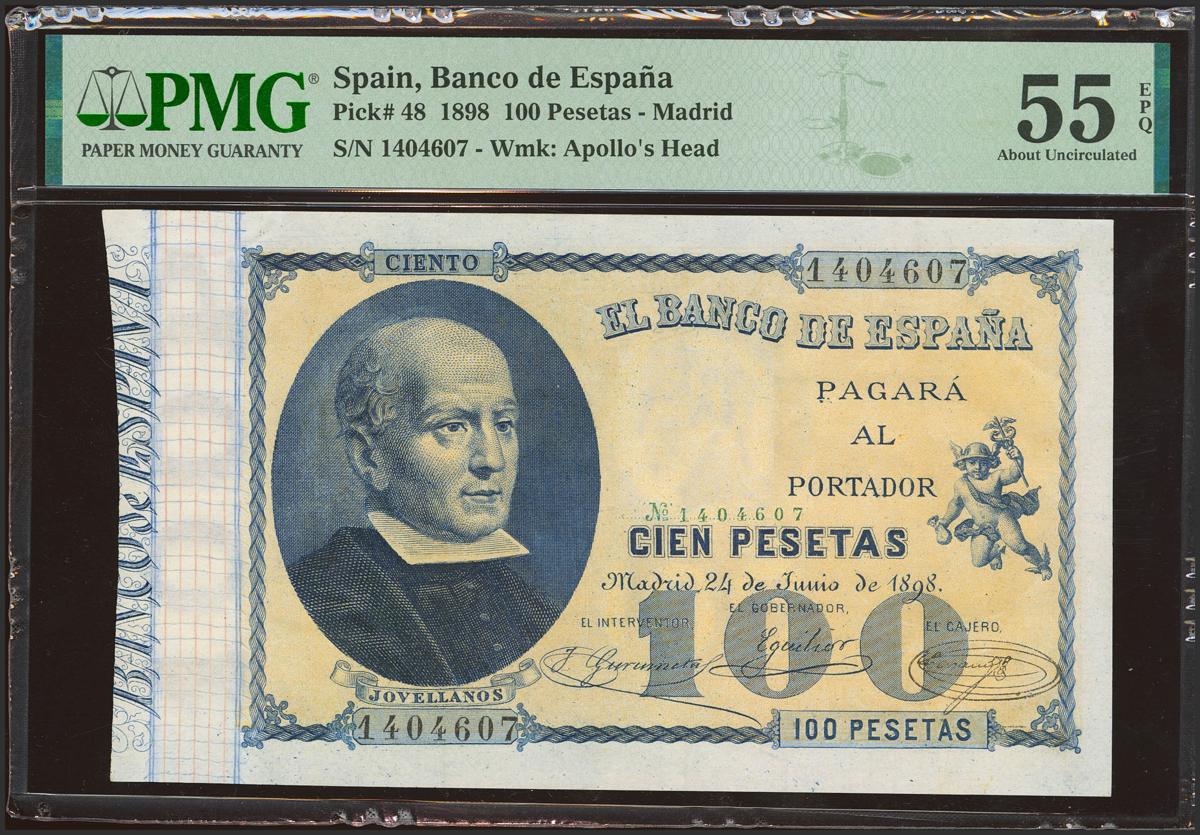 PMG®
PAPER MONEY GUARANTY
Spain, Banco de España
Pick# 48 1898 100 Pesetas - Madrid
S/N 1404607 - Wmk: Apollo's Head
55 EPQ
About Uncirculated
CIENTO
1404607
EL BANCO DE ESPAÑA
PAGARÁ
AL
PORTADOR
Nº 1404607
CIEN PESETAS
Madrid, 24 de Junio de 1898.
100
EL INTERVENTOR,
EL GOBERNADOR,
EL CAJERO,
JOVELLANOS
1404607
100 PESETAS